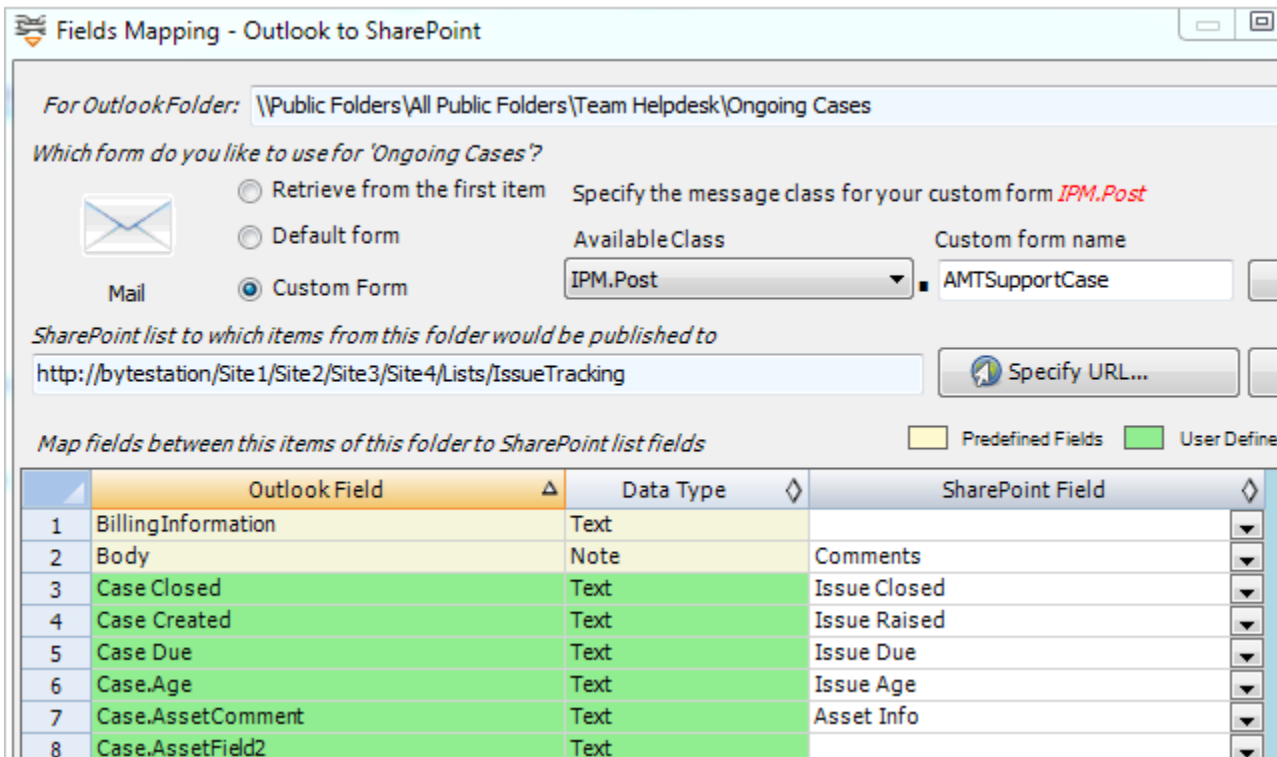 Fields Mapping - Outlook to SharePoint
For Outlook Folder: \\Public Folders\All Public Folders\Team Helpdesk\Ongoing Cases
Which form do you like to use for 'Ongoing Cases'?
Retrieve from the first item
Specify the message class for your custom form IPM.Post
Default form
Available Class
Custom form name
Mail
Custom Form
IPM.Post
. AMTSupportCase
SharePoint list to which items from this folder would be published to
http://bytestation/Site1/Site2/Site3/Site4/Lists/IssueTracking
Specify URL...
Map fields between this items of this folder to SharePoint list fields
Predefined Fields
User Define
Outlook Field Data Type SharePoint Field
1 BillingInformation Text
2 Body Note Comments
3 Case Closed Text Issue Closed
4 Case Created Text Issue Raised
5 Case Due Text Issue Due
6 Case.Age Text Issue Age
7 Case.AssetComment Text Asset Info
8 Case.AssetField2 Text